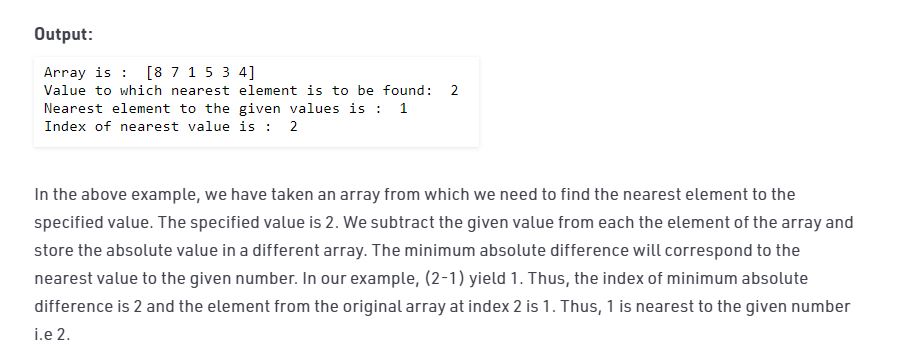 Output:
Array is :  [8 7 1 5 3 4]
Value to which nearest element is to be found:  2
Nearest element to the given values is :  1
Index of nearest value is :  2
In the above example, we have taken an array from which we need to find the nearest element to the
specified value. The specified value is 2. We subtract the given value from each the element of the array and
store the absolute value in a different array. The minimum absolute difference will correspond to the
nearest value to the given number. In our example, (2-1) yield 1. Thus, the index of minimum absolute
difference is 2 and the element from the original array at index 2 is 1. Thus, 1 is nearest to the given number
i.e 2.